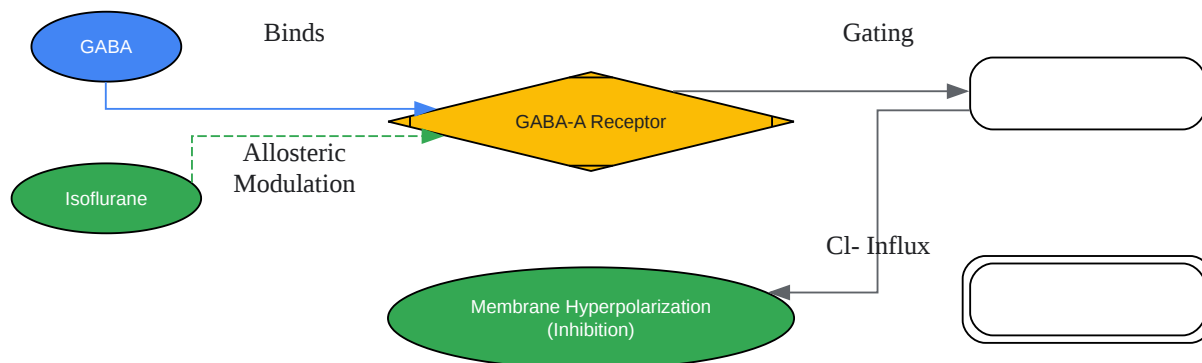 Binds
Gating
GABA
GABA-A Receptor
Allosteric
Modulation
Isoflurane
Cl- Influx
Membrane Hyperpolarization
(Inhibition)